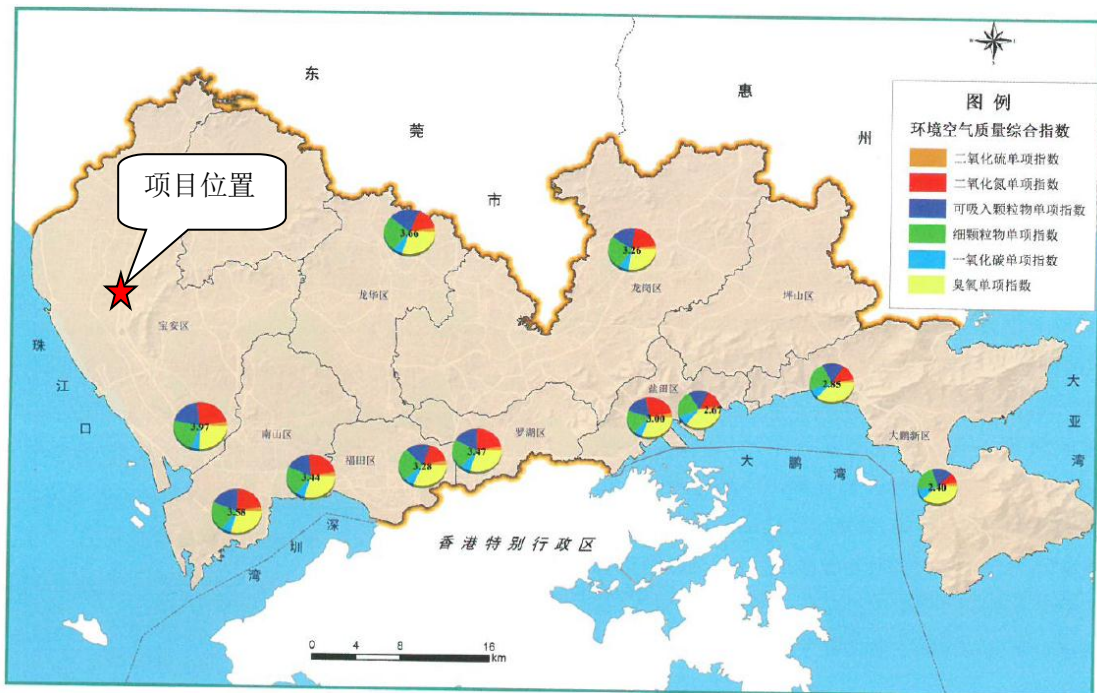 东
莞
市
惠
州
图 例
环境空气质量综合指数
二氧化硫单项指数
二氧化氮单项指数
可吸入颗粒物单项指数
细颗粒物单项指数
一氧化碳单项指数
臭氧单项指数
项目位置
3.66
3.26
龙华区
龙岗区
坪山区
宝安区
珠
江
口
盐田区
2.85
大
亚
湾
3.97
3.00
2.67
南山区
福田区
罗湖区
大鹏新区
3.44
3.28
3.47
大 鹏 湾
2.40
3.58
深
圳
湾
香港特别行政区
0 4 8 16
km